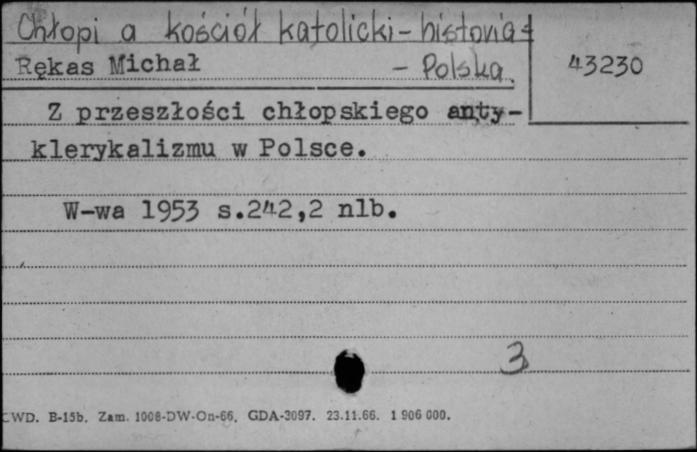 Chłopi a kościół katolicki - historia
Rękas Michał - Polska
43230
Z przeszłości chłopskiego anty-
klerykalizmu w Polsce.
W-wa 1953 s.242,2 nlb.
3
CWD. B-15b. Zam. 1008-DW-On-66. GDA-3097. 23.11.66. 1 906 000.